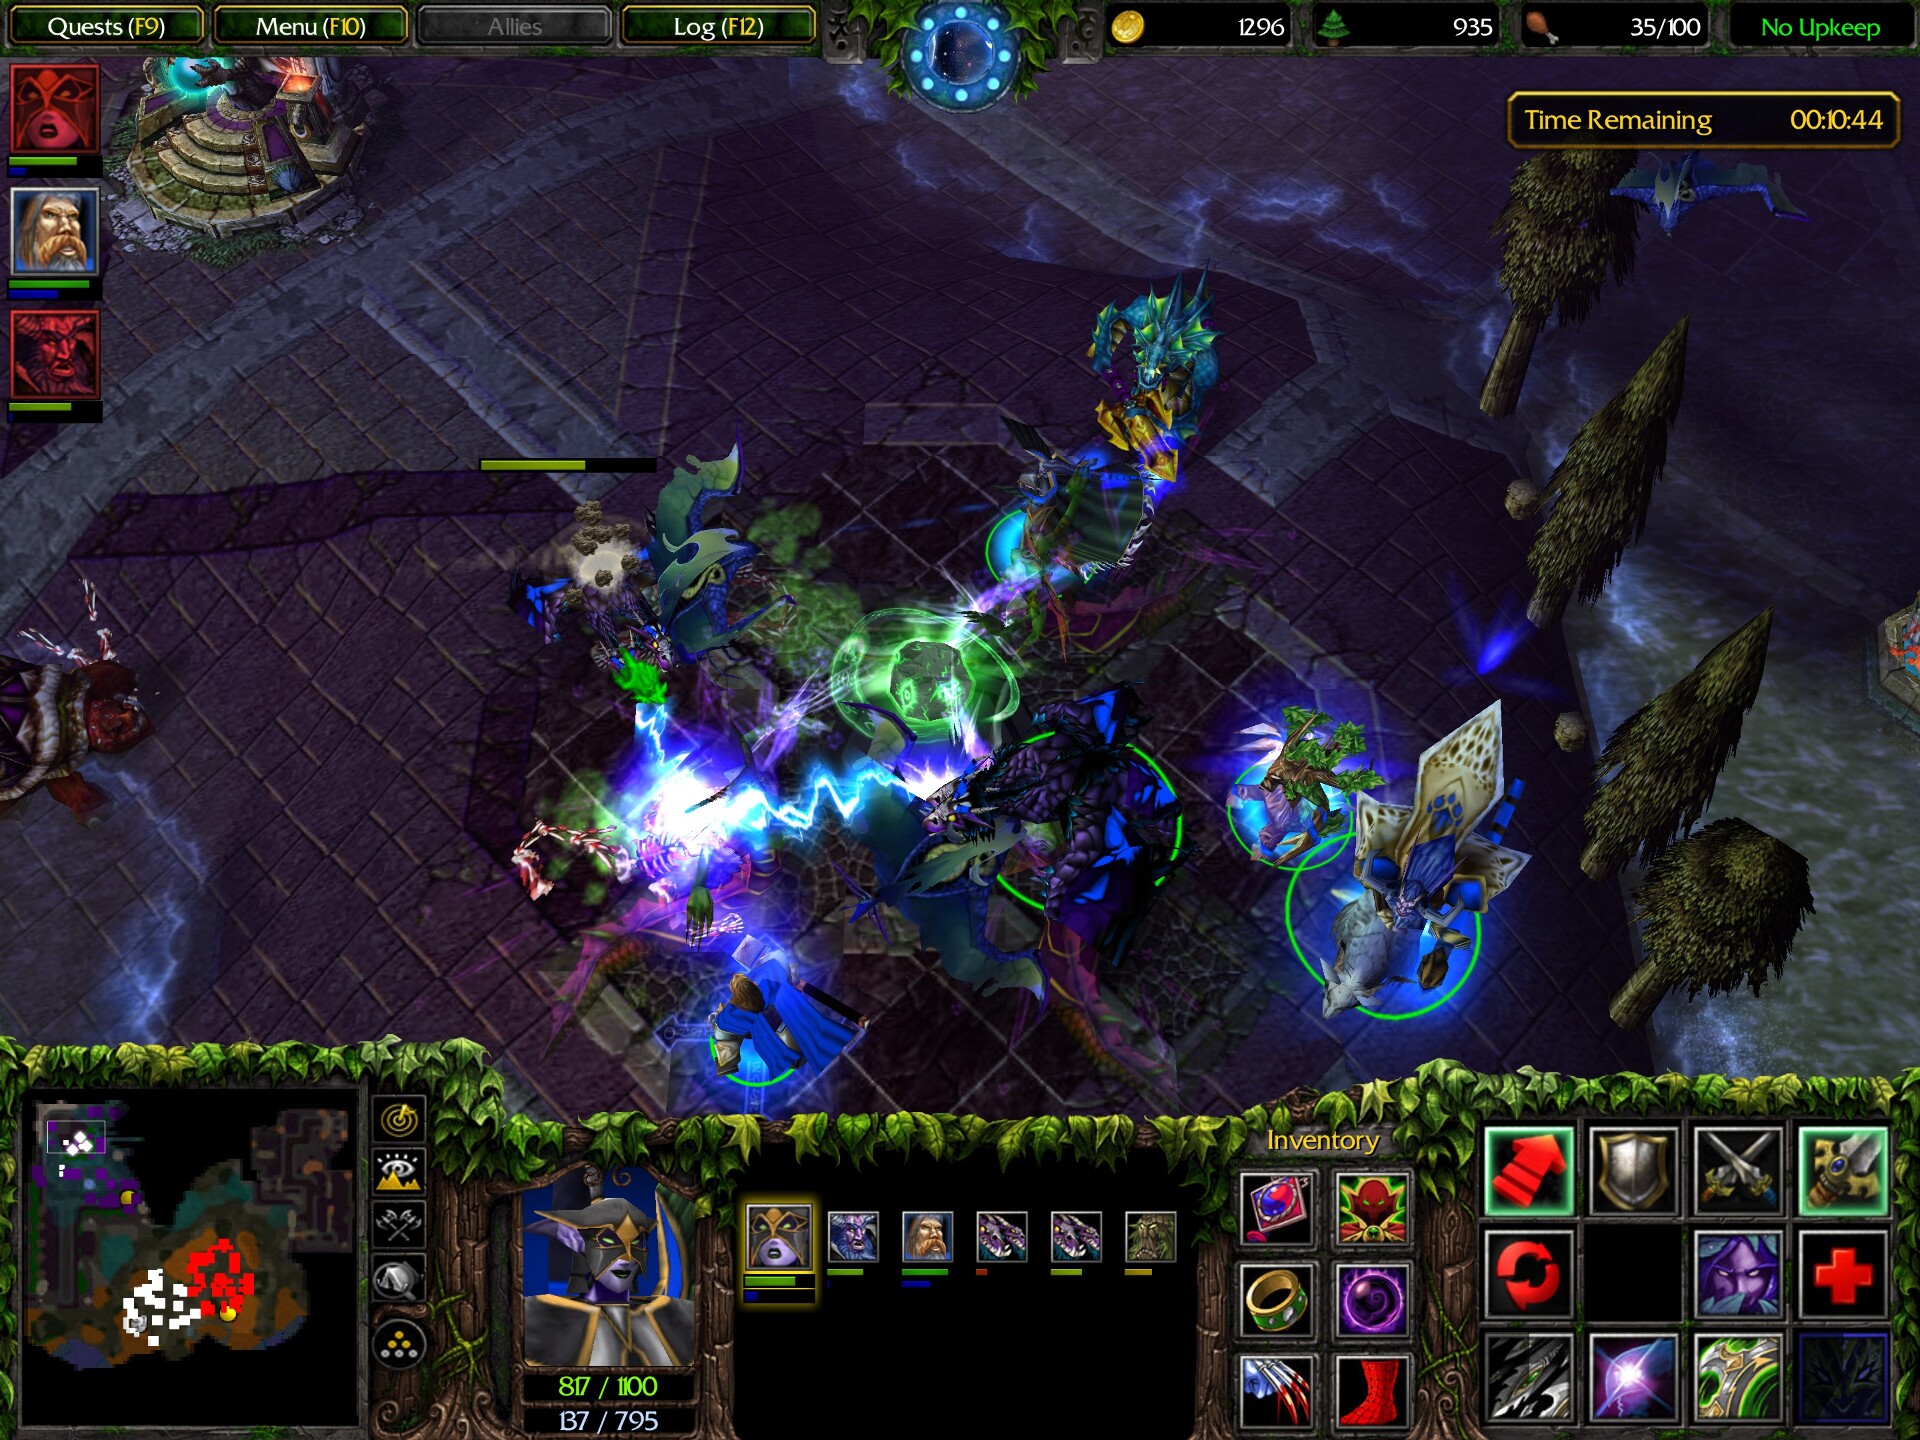 Quests (F9)
Menu (F10)
Allies
Log (F12)
1296
935
35/100
No Upkeep
Time Remaining 00:10:44
Inventory
817 / 1100
137 / 795